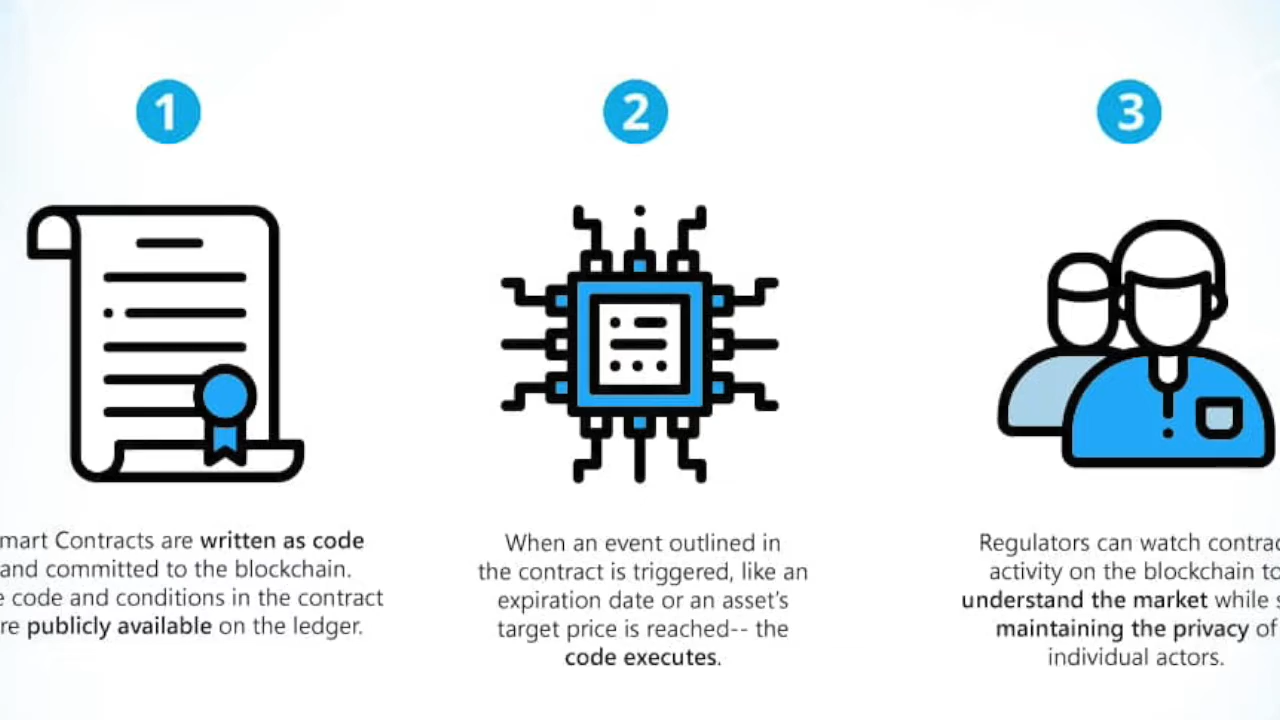 1
mart Contracts are written as code
and committed to the blockchain.
e code and conditions in the contract
re publicly available on the ledger.
2
When an event outlined in
the contract is triggered, like an
expiration date or an asset's
target price is reached-- the
code executes.
3
Regulators can watch contrac
activity on the blockchain to
understand the market while s
maintaining the privacy of
individual actors.